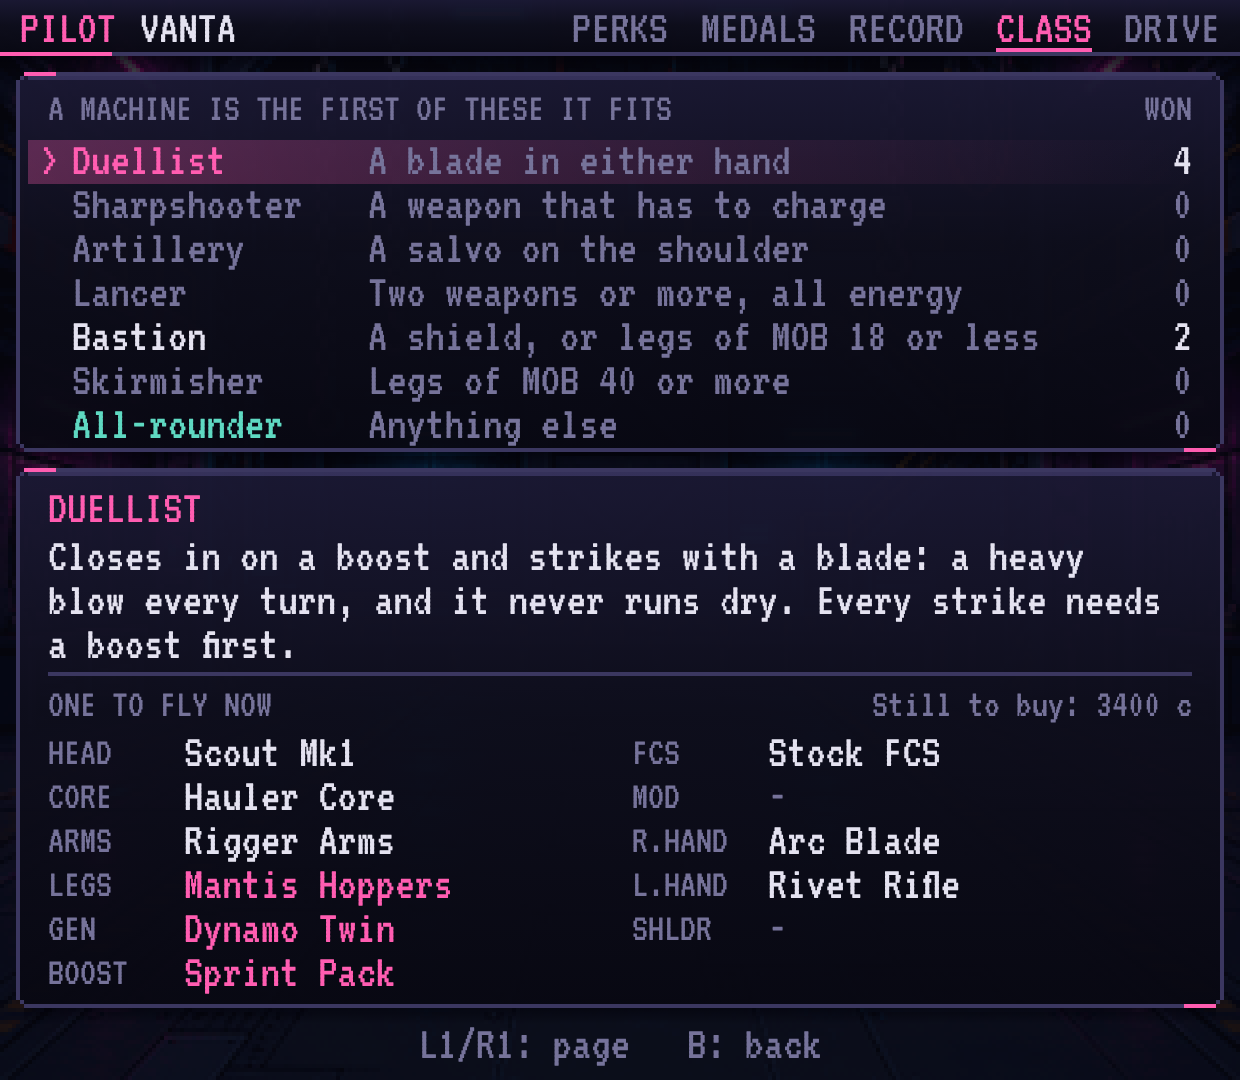 PILOT VANTA PERKS MEDALS RECORD CLASS DRIVE
A MACHINE IS THE FIRST OF THESE IT FITS WON
> Duellist A blade in either hand 4
Sharpshooter A weapon that has to charge 0
Artillery A salvo on the shoulder 0
Lancer Two weapons or more, all energy 0
Bastion A shield, or legs of MOB 18 or less 2
Skirmisher Legs of MOB 40 or more 0
All-rounder Anything else 0
DUELLIST
Closes in on a boost and strikes with a blade: a heavy
blow every turn, and it never runs dry. Every strike needs
a boost first.
ONE TO FLY NOW Still to buy: 3400 c
HEAD Scout Mk1 FCS Stock FCS
CORE Hauler Core MOD -
ARMS Rigger Arms R.HAND Arc Blade
LEGS Mantis Hoppers L.HAND Rivet Rifle
GEN Dynamo Twin SHLDR -
BOOST Sprint Pack
L1/R1: page B: back